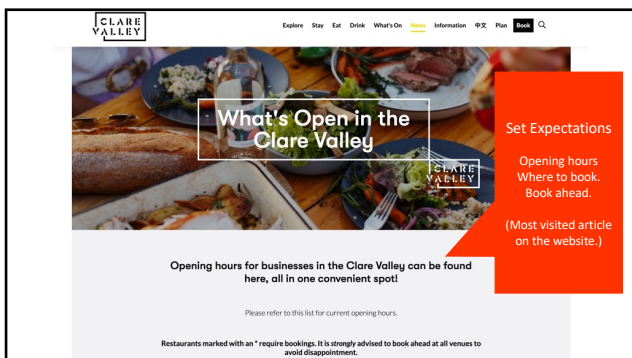 CLARE
VALLEY
Explore Stay Eat Drink What's On News Information 中文 Plan Book
What's Open in the
Clare Valley
CLARE
VALLEY
Set Expectations
Opening hours
Where to book.
Book ahead.
(Most visited article
on the website.)
Opening hours for businesses in the Clare Valley can be found
here, all in one convenient spot!
Please refer to this list for current opening hours.
Restaurants marked with an * require bookings. It is strongly advised to book ahead at all venues to
avoid disappointment.